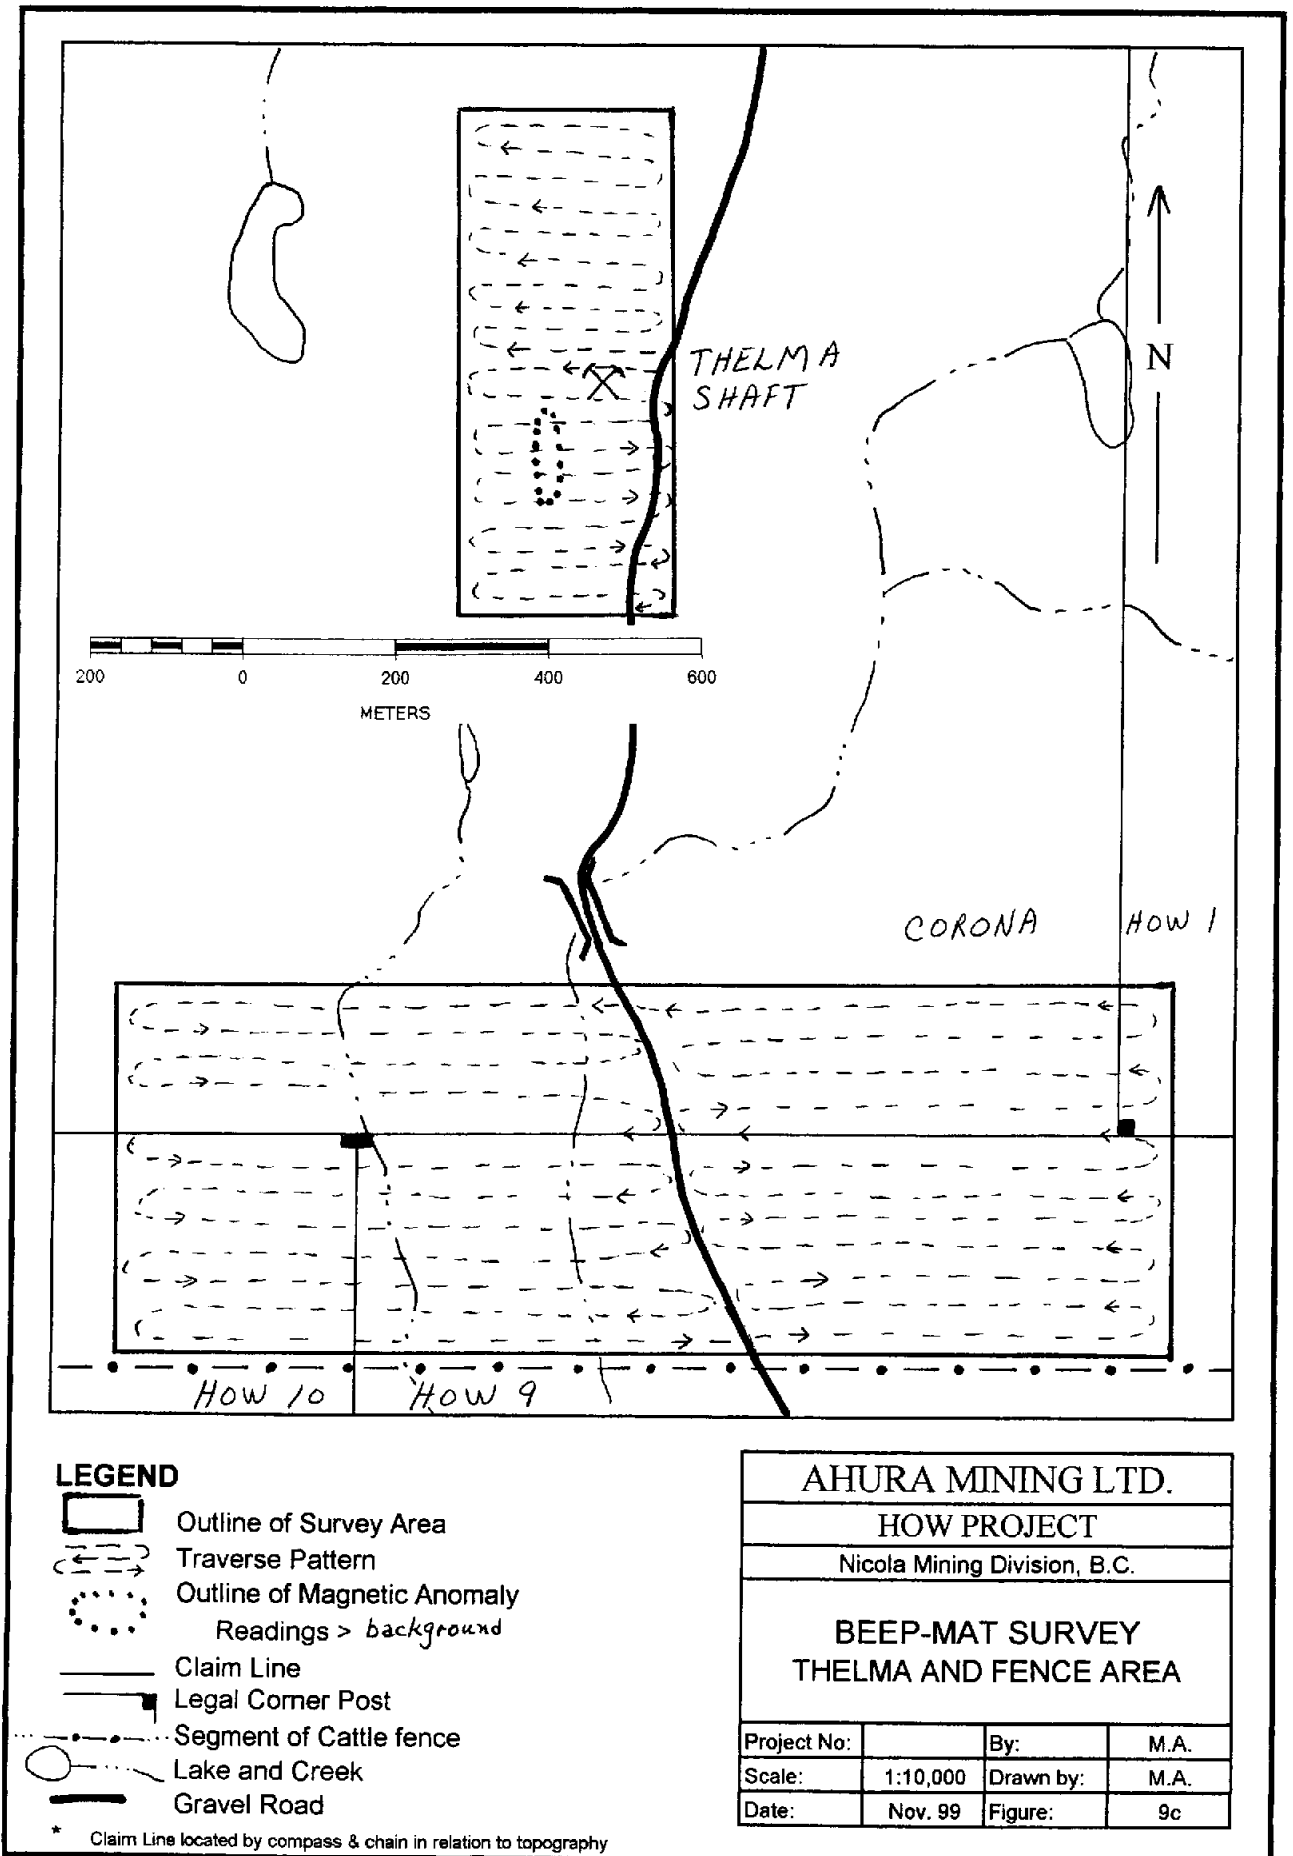 THELMA
SHAFT
N
200 0 200 400 600
METERS
CORONA
HOW 1
HOW 10
HOW 9
LEGEND
Outline of Survey Area
Traverse Pattern
Outline of Magnetic Anomaly
Readings > background
Claim Line
Legal Corner Post
Segment of Cattle fence
Lake and Creek
Gravel Road
* Claim Line located by compass & chain in relation to topography
AHURA MINING LTD.
HOW PROJECT
Nicola Mining Division, B.C.
BEEP-MAT SURVEY
THELMA AND FENCE AREA
Project No: By: M.A.
Scale: 1:10,000 Drawn by: M.A.
Date: Nov. 99 Figure: 9c